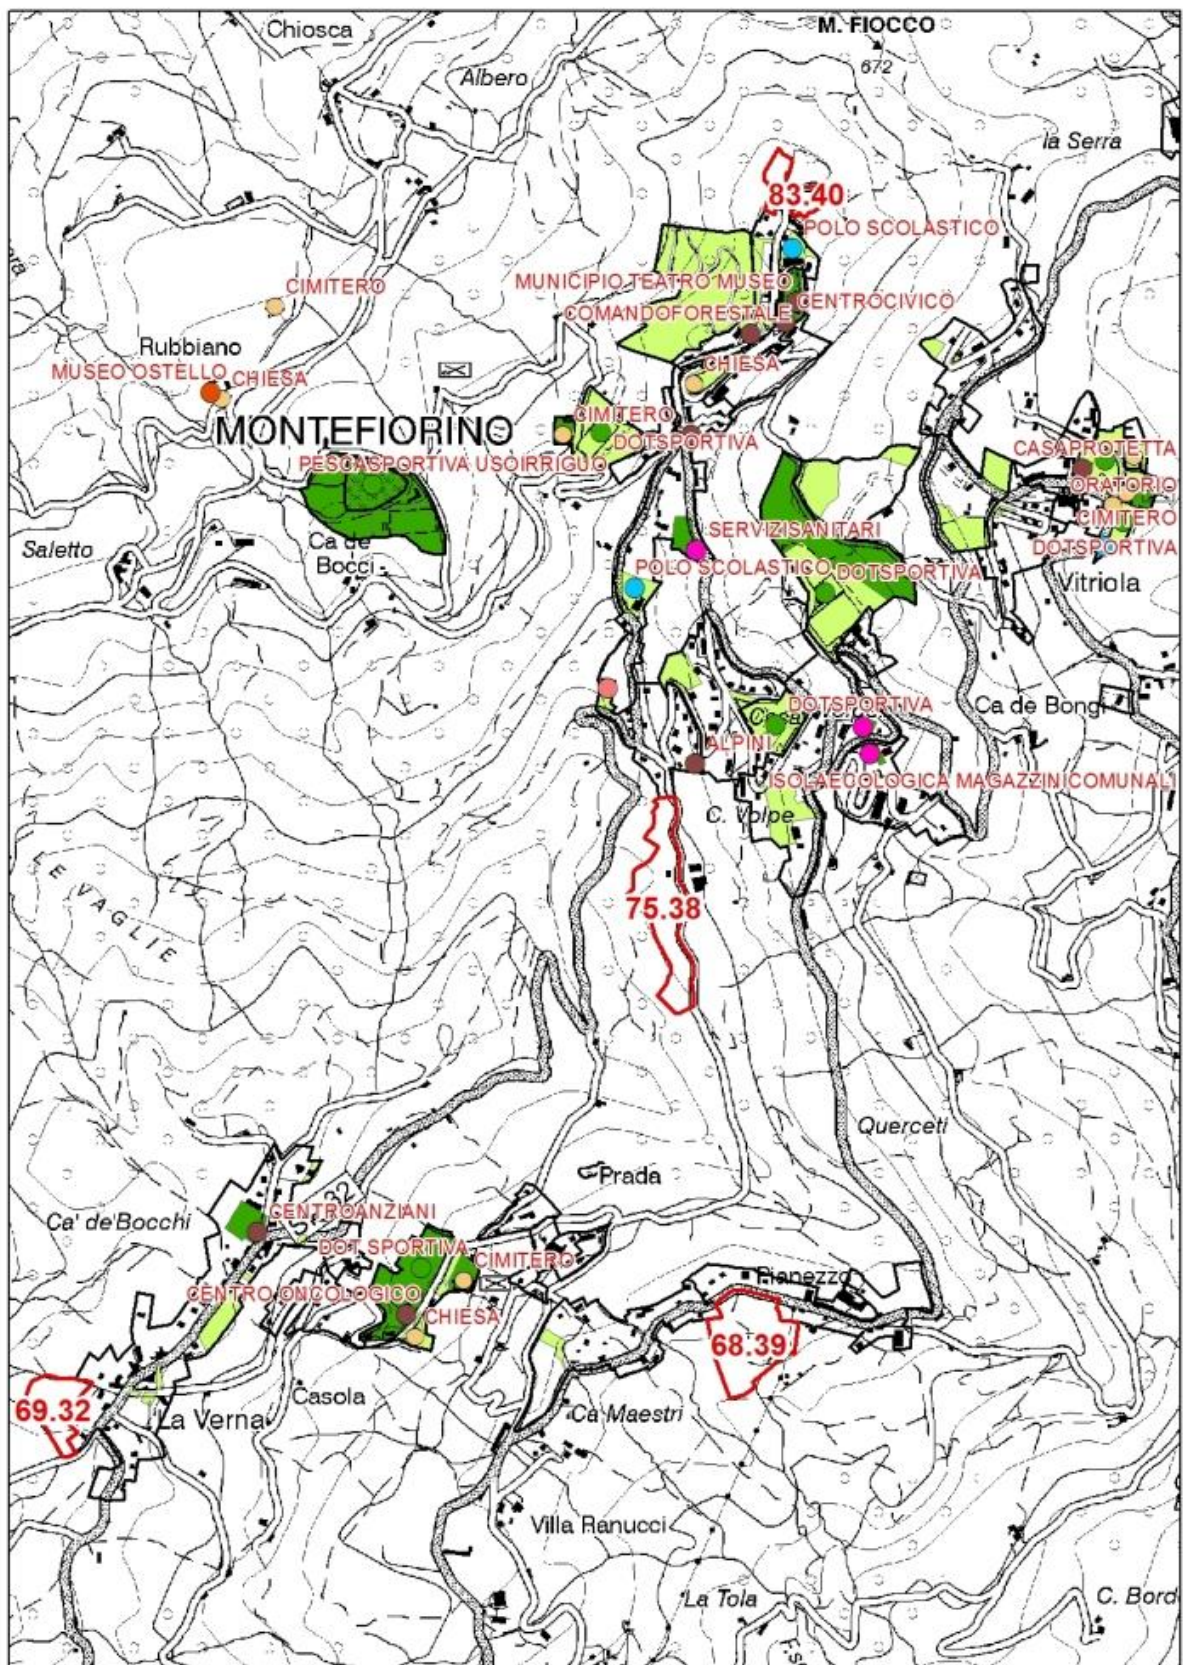 M. FIOCCO
Chiosca
672
Albero
la Serra
83.40
POLO SCOLASTICO
MUNICIPIO TEATRO MUSEO
CIMITERO
CENTROCIVICO
COMANDOFORESTALE
Rubbiano
CHIESA
MUSEO OSTELLO
CHIESA
CIMITERO
MONTEFIORINO
DOTSPORTIVA
CASAPROTETTA
PESCASPORTIVA USOIRRIGUO
ORATORIO
CIMITERO
SERVIZISANITARI
Ca de
Bocci
Saletto
DOTSPORTIVA
POLO SCOLASTICO
DOTSPORTIVA
Vitriola
DOTSPORTIVA
Ca de Bongi
ALPINI
ISOLAECOLOGICA MAGAZZINICOMUNALI
C. Volpe
LE VAGLIE
75.38
Querceti
Prada
Ca' de'Bocchi
CENTROANZIANI
DOT SPORTIVA
CIMITERO
Pianezzo
CENTRO ONCOLOGICO
CHIESA
68.39
Casola
69.32
La Verna
Ca Maestri
Villa Ranucci
La Tola
C. Bord